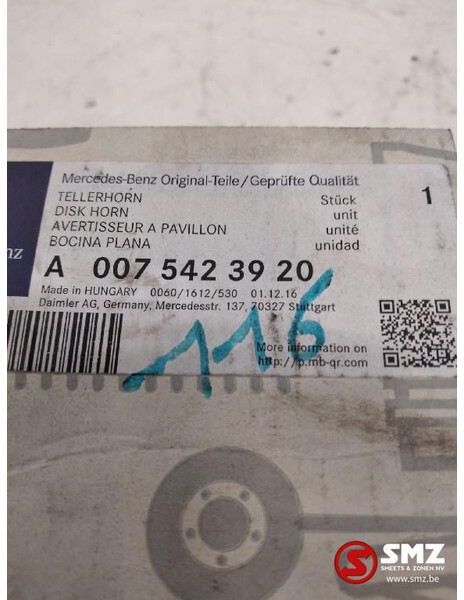 Mercedes-Benz Original-Teile/Geprüfte Qualität
TELLERHORN Stück 1
DISK HORN unit
AVERTISSEUR A PAVILLON unité
BOCINA PLANA unidad
nz
A 007 542 39 20
Made in HUNGARY 0060/1612/530 01.12.16
Daimler AG, Germany, Mercedesstr. 137, 70327 Stuttgart
116
More information on
http://p.mb-qr.com
SMZ
SHEETS & ZONEN NV
www.smz.be